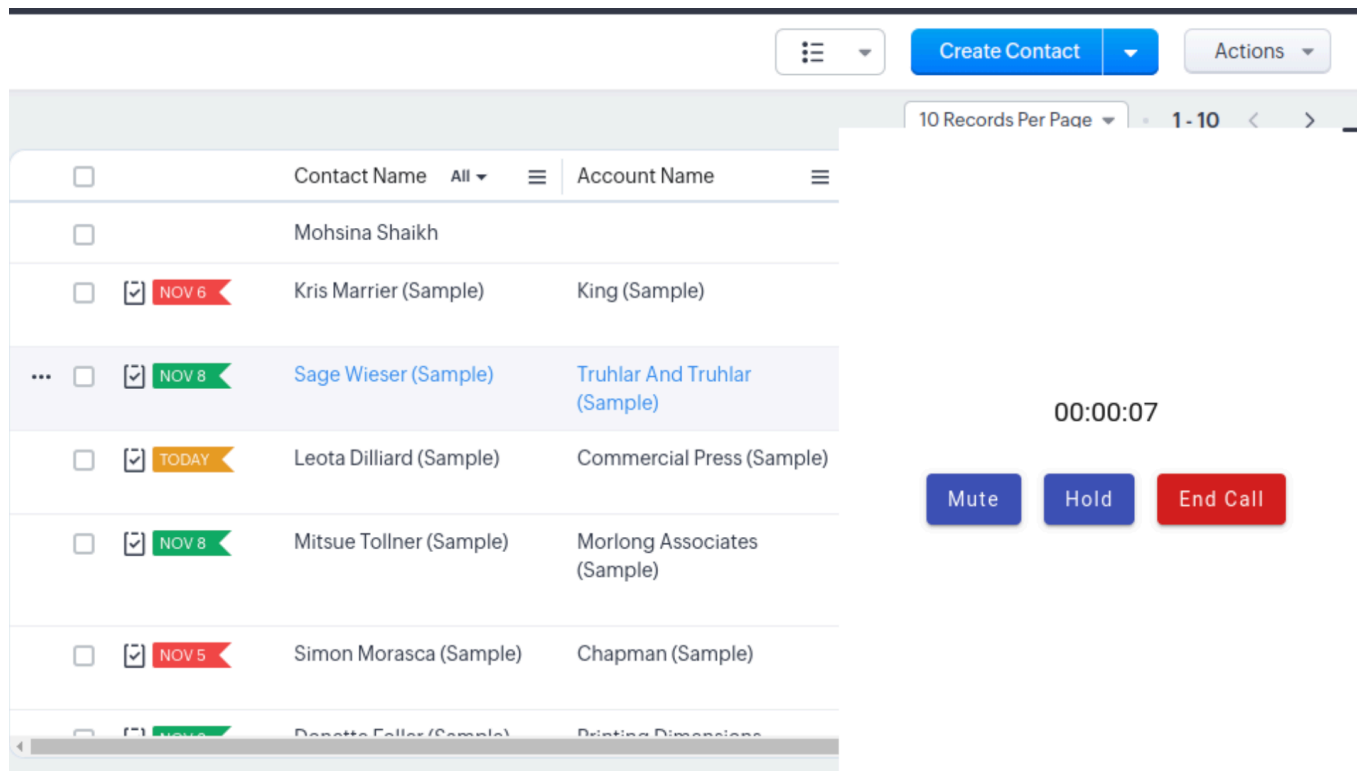 Create Contact
Actions
10 Records Per Page
1 - 10
Contact Name All
Account Name
Mohsina Shaikh
NOV 6
Kris Marrier (Sample)
King (Sample)
NOV 8
Sage Wieser (Sample)
Truhlar And Truhlar
(Sample)
TODAY
Leota Dilliard (Sample)
Commercial Press (Sample)
NOV 8
Mitsue Tollner (Sample)
Morlong Associates
(Sample)
NOV 5
Simon Morasca (Sample)
Chapman (Sample)
Printing Dimensions
00:00:07
Mute
Hold
End Call